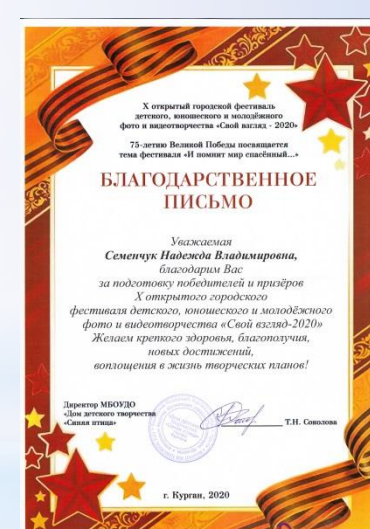 X открытый городской фестиваль
детского, юношеского и молодёжного
фото и видеотворчества «Свой взгляд - 2020»
75-летию Великой Победы посвящается
тема фестиваля «И помнит мир спасённый...»
БЛАГОДАРСТВЕННОЕ
ПИСЬМО
Уважаемая
Семенчук Надежда Владимировна,
благодарим Вас
за подготовку победителей и призёров
X открытого городского
фестиваля детского, юношеского и молодёжного
фото и видеотворчества «Свой взгляд-2020»
Желаем крепкого здоровья, благополучия,
новых достижений,
воплощения в жизнь творческих планов!
Директор МБОУДО
«Дом детского творчества
«Синяя птица»
Т.Н. Соколова
г. Курган, 2020